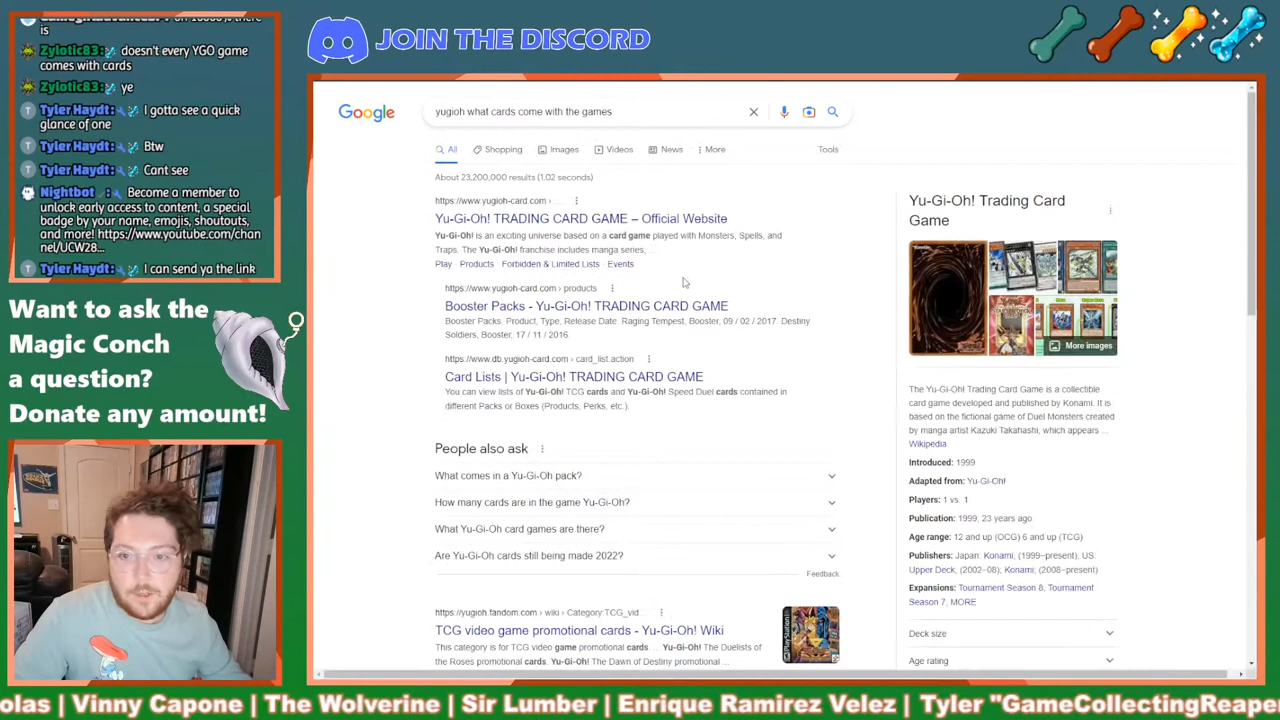 is
Zylotic83: doesn't every YGO game
comes with cards
Zylotic83: ye
Tyler Haydt: I gotta see a quick
glance of one
Tyler Haydt: Btw
Tyler Haydt: Cant see
Nightbot : Become a member to
unlock early access to content, a special
badge by your name, emojis, shoutouts,
and more! https://www.youtube.com/chan
nel/UCW28...
Tyler Haydt: I can send ya the link
Want to ask the
Magic Conch
a question?
Donate any amount!
JOIN THE DISCORD
Google
yugioh what cards come with the games
All
Shopping
Images
Videos
News
More
Tools
About 23,200,000 results (1.02 seconds)
https://www.yugioh-card.com ›
Yu-Gi-Oh! TRADING CARD GAME – Official Website
Yu-Gi-Oh! is an exciting universe based on a card game played with Monsters, Spells, and
Traps. The Yu-Gi-Oh! franchise includes manga series, ...
Play · Products · Forbidden & Limited Lists · Events
https://www.yugioh-card.com › products
Booster Packs - Yu-Gi-Oh! TRADING CARD GAME
Booster Packs. Product, Type, Release Date. Raging Tempest, Booster, 09 / 02 / 2017. Destiny
Soldiers, Booster, 17 / 11 / 2016.
https://www.db.yugioh-card.com › card_list.action
Card Lists | Yu-Gi-Oh! TRADING CARD GAME
You can view lists of Yu-Gi-Oh! TCG cards and Yu-Gi-Oh! Speed Duel cards contained in
different Packs or Boxes (Products, Perks, etc.).
People also ask
What comes in a Yu-Gi-Oh pack?
How many cards are in the game Yu-Gi-Oh?
What Yu-Gi-Oh card games are there?
Are Yu-Gi-Oh cards still being made 2022?
Feedback
https://yugioh.fandom.com › wiki › Category:TCG_vid...
TCG video game promotional cards - Yu-Gi-Oh! Wiki
This category is for TCG video game promotional cards... Yu-Gi-Oh! The Duelists of
the Roses promotional cards. Yu-Gi-Oh! The Dawn of Destiny promotional ...
Yu-Gi-Oh! Trading Card
Game
More images
The Yu-Gi-Oh! Trading Card Game is a collectible
card game developed and published by Konami. It is
based on the fictional game of Duel Monsters created
by manga artist Kazuki Takahashi, which appears ...
Wikipedia
Introduced: 1999
Adapted from: Yu-Gi-Oh!
Players: 1 vs. 1
Publication: 1999, 23 years ago
Age range: 12 and up (OCG) 6 and up (TCG)
Publishers: Japan: Konami, (1999–present), US:
Upper Deck, (2002–08); Konami, (2008–present)
Expansions: Tournament Season 8, Tournament
Season 7, MORE
Deck size
Age rating
olas | Vinny Capone | The Wolverine | Sir Lumber | Enrique Ramirez Velez | Tyler "GameCollectingReape